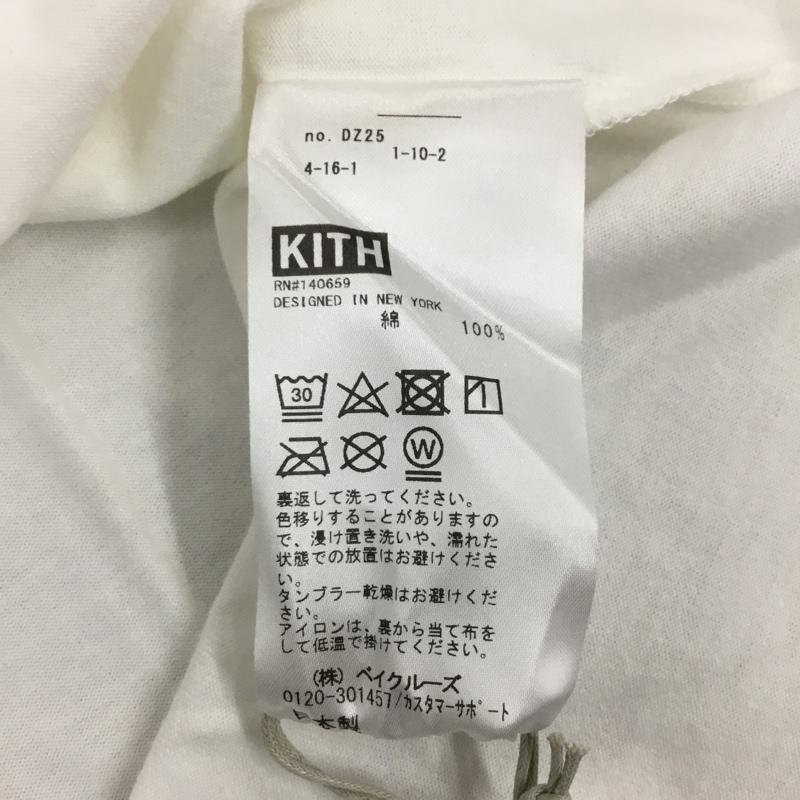 no. DZ25
1-10-2
4-16-1
KITH
RN#140659
DESIGNED IN NEW YORK
綿 100%
30
W
裏返して洗ってください。
色移りすることがありますの
で、浸け置き洗いや、濡れた
状態での放置はお避けくださ
い。
タンブラー乾燥はお避けくだ
さい。
アイロンは、裏から当て布を
して低温で掛けてください。
(株) ベイクルーズ
0120-301457/カスタマーサポート
日本製